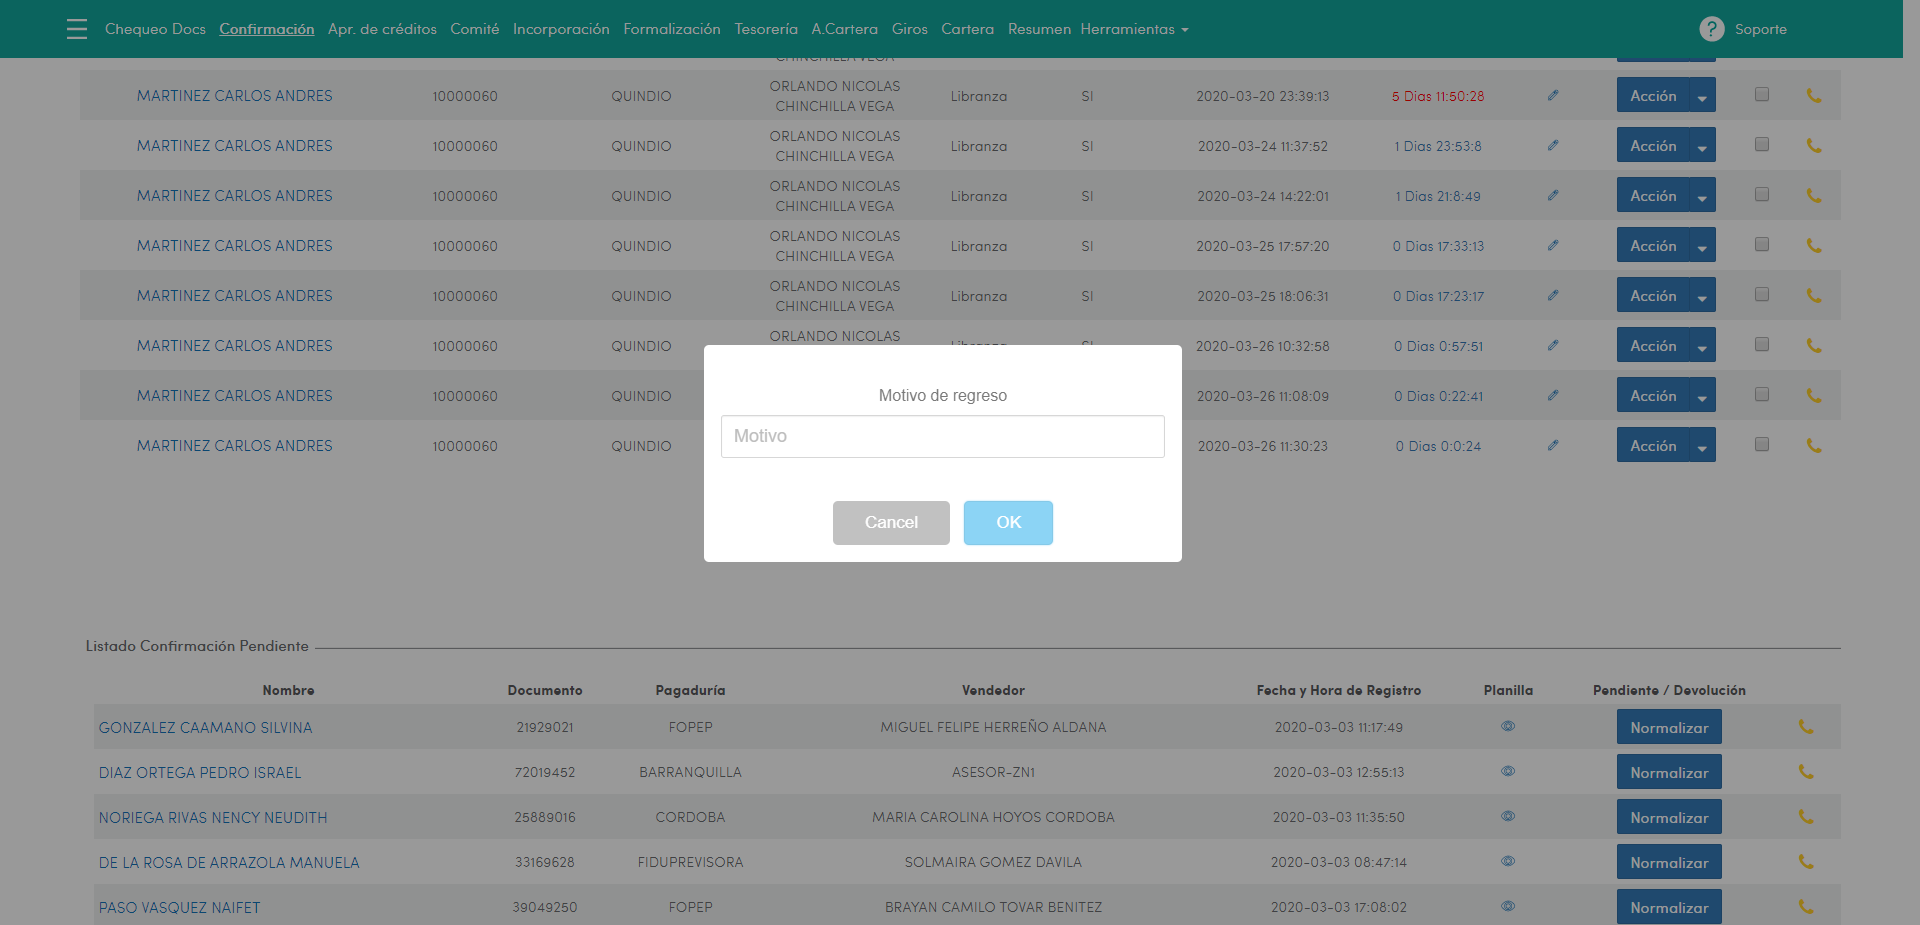 Chequeo Docs Confirmación Apr. de créditos Comité Incorporación Formalización Tesorería A.Cartera Giros Cartera Resumen Herramientas ? Soporte
CHINCHILLA VEGA
MARTINEZ CARLOS ANDRES 10000060 QUINDIO ORLANDO NICOLAS CHINCHILLA VEGA Libranza SI 2020-03-20 23:39:13 5 Dias 11:50:28 Acción
MARTINEZ CARLOS ANDRES 10000060 QUINDIO ORLANDO NICOLAS CHINCHILLA VEGA Libranza SI 2020-03-24 11:37:52 1 Dias 23:53:8 Acción
MARTINEZ CARLOS ANDRES 10000060 QUINDIO ORLANDO NICOLAS CHINCHILLA VEGA Libranza SI 2020-03-24 14:22:01 1 Dias 21:8:49 Acción
MARTINEZ CARLOS ANDRES 10000060 QUINDIO ORLANDO NICOLAS CHINCHILLA VEGA Libranza SI 2020-03-25 17:57:20 0 Dias 17:33:13 Acción
MARTINEZ CARLOS ANDRES 10000060 QUINDIO ORLANDO NICOLAS CHINCHILLA VEGA Libranza SI 2020-03-25 18:06:31 0 Dias 17:23:17 Acción
MARTINEZ CARLOS ANDRES 10000060 QUINDIO ORLANDO NICOLAS Libranza SI 2020-03-26 10:32:58 0 Dias 0:57:51 Acción
MARTINEZ CARLOS ANDRES 10000060 QUINDIO 2020-03-26 11:08:09 0 Dias 0:22:41 Acción
MARTINEZ CARLOS ANDRES 10000060 QUINDIO 2020-03-26 11:30:23 0 Dias 0:0:24 Acción
Motivo de regreso
Motivo
Cancel OK
Listado Confirmación Pendiente
Nombre Documento Pagaduría Vendedor Fecha y Hora de Registro Planilla Pendiente / Devolución
GONZALEZ CAAMANO SILVINA 21929021 FOPEP MIGUEL FELIPE HERREÑO ALDANA 2020-03-03 11:17:49 Normalizar
DIAZ ORTEGA PEDRO ISRAEL 72019452 BARRANQUILLA ASESOR-ZN1 2020-03-03 12:55:13 Normalizar
NORIEGA RIVAS NENCY NEUDITH 25889016 CORDOBA MARIA CAROLINA HOYOS CORDOBA 2020-03-03 11:35:50 Normalizar
DE LA ROSA DE ARRAZOLA MANUELA 33169628 FIDUPREVISORA SOLMAIRA GOMEZ DAVILA 2020-03-03 08:47:14 Normalizar
PASO VASQUEZ NAIFET 39049250 FOPEP BRAYAN CAMILO TOVAR BENITEZ 2020-03-03 17:08:02 Normalizar